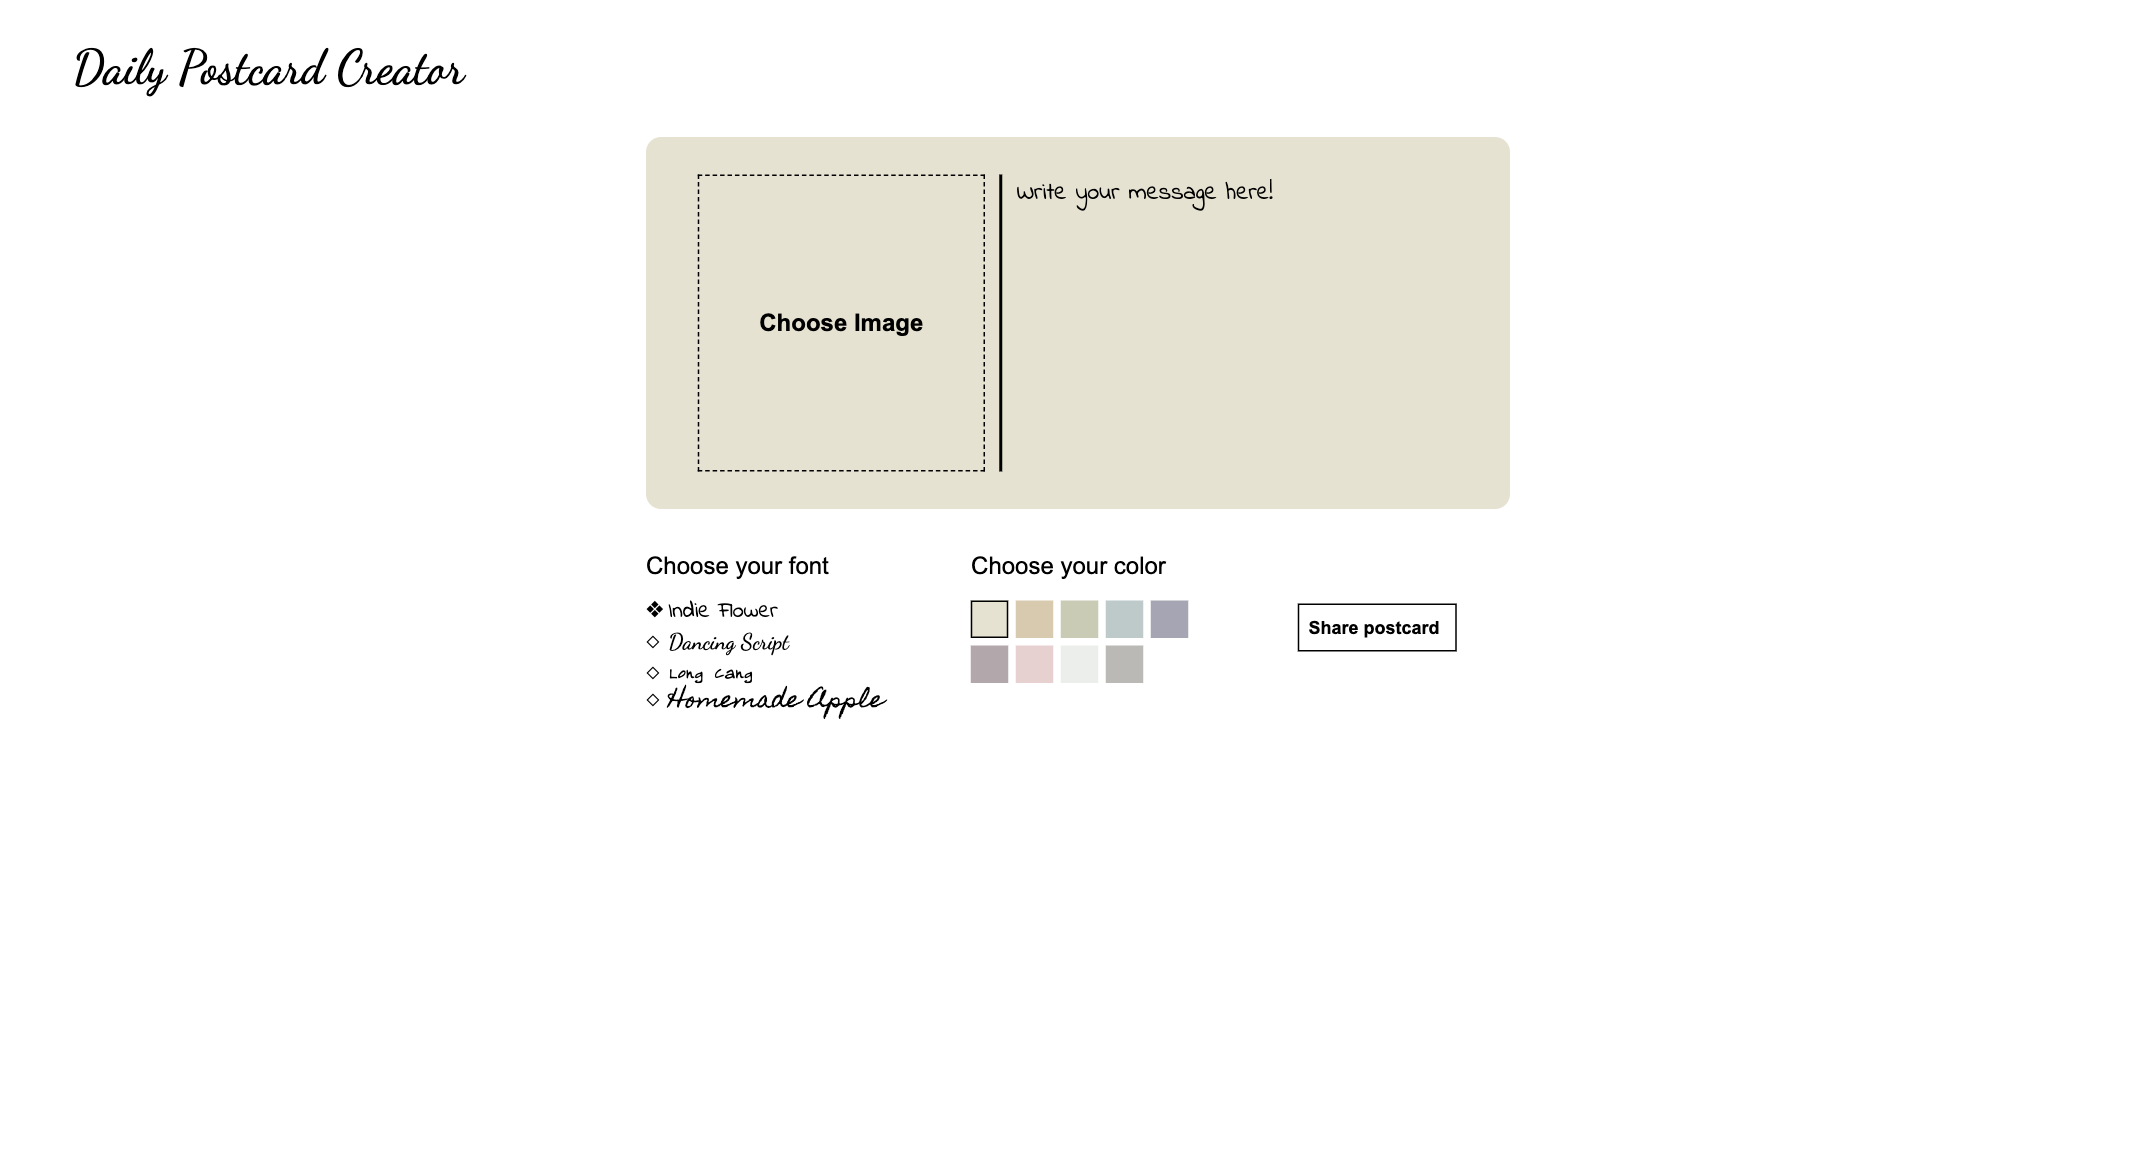 Daily Postcard Creator
Write your message here!
Choose Image
Choose your font
Indie Flower
Dancing Script
Long Cang
Homemade Apple
Choose your color
Share postcard